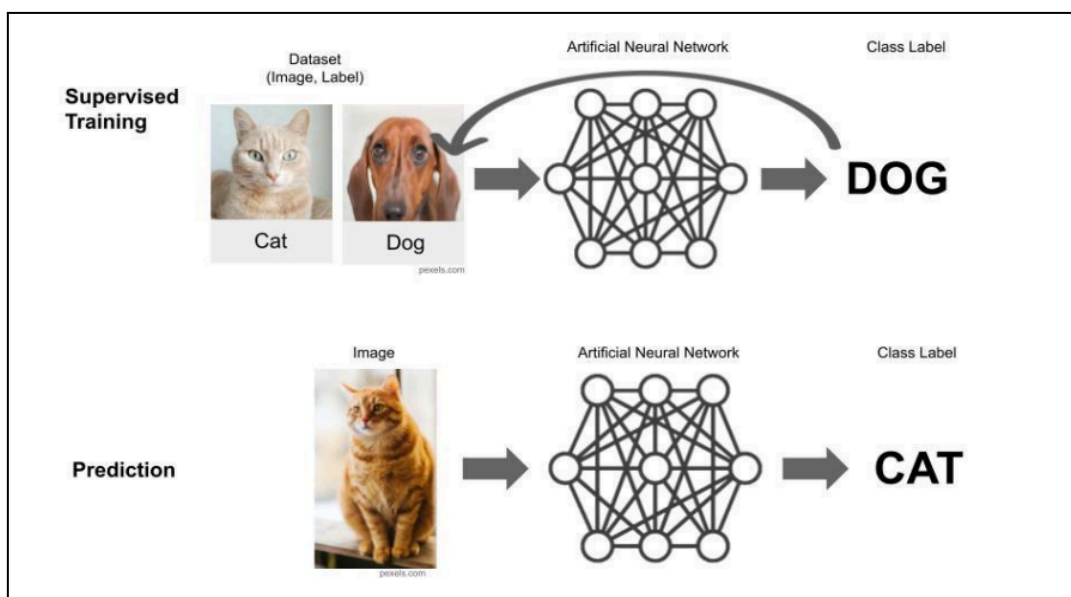 Supervised
Training
Dataset
(Image, Label)
Artificial Neural Network
Class Label
Cat
Dog
pexels.com
DOG
Prediction
Image
Artificial Neural Network
Class Label
pexels.com
CAT